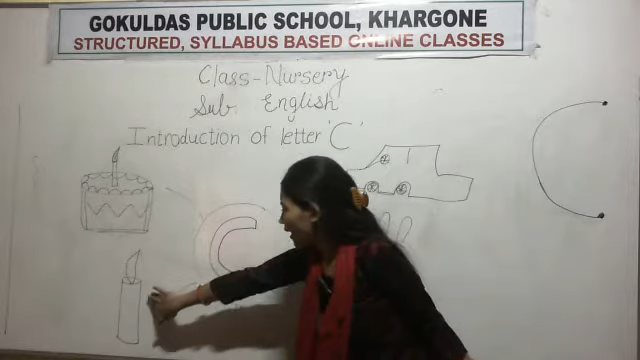 GOKULDAS PUBLIC SCHOOL, KHARGONE
STRUCTURED, SYLLABUS BASED ONLINE CLASSES
Class-Nursery
Sub. English
Introduction of letter 'C'
C
C